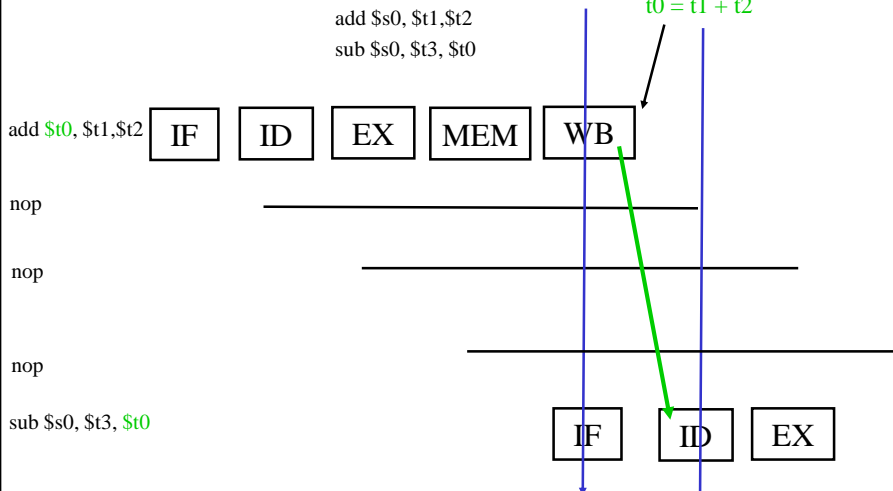 add $s0, $t1,$t2
t0 = t1 + t2
sub $s0, $t3, $t0
add $t0, $t1,$t2 IF ID EX MEM WB
nop
nop
nop
sub $s0, $t3, $t0 IF ID EX